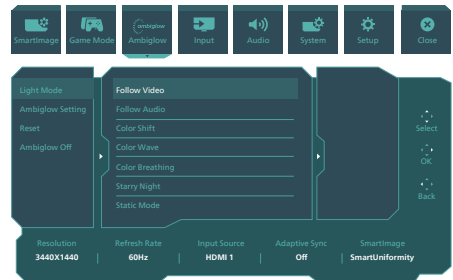 ambiglow
SmartImage Game Mode Ambiglow Input Audio System Setup Close
Light Mode
Ambiglow Setting
Reset
Ambiglow Off
Follow Video
Follow Audio
Color Shift
Color Wave
Color Breathing
Starry Night
Static Mode
Select
OK
Back
Resolution Refresh Rate Input Source Adaptive Sync SmartImage
3440X1440 | 60Hz | HDMI 1 | Off | SmartUniformity